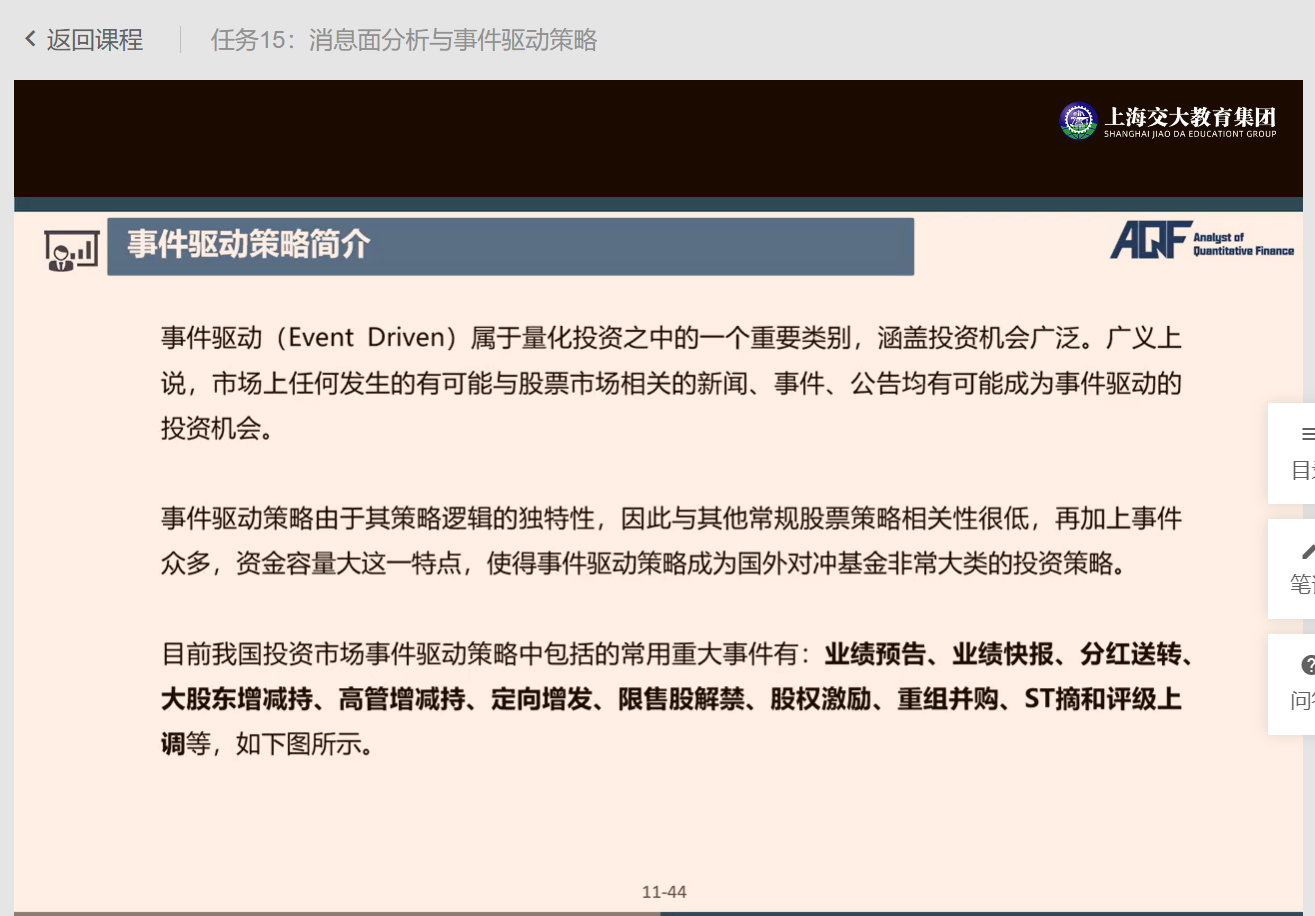 返回课程
任务15：消息面分析与事件驱动策略
上海交大教育集团
SHANGHAI JIAO DA EDUCATIONT GROUP
事件驱动策略简介
AQF Analyst of
Quantitative Finance
事件驱动（Event Driven）属于量化投资之中的一个重要类别，涵盖投资机会广泛。广义上
说，市场上任何发生的有可能与股票市场相关的新闻、事件、公告均有可能成为事件驱动的
投资机会。
事件驱动策略由于其策略逻辑的独特性，因此与其他常规股票策略相关性很低，再加上事件
众多，资金容量大这一特点，使得事件驱动策略成为国外对冲基金非常大类的投资策略。
目前我国投资市场事件驱动策略中包括的常用重大事件有：业绩预告、业绩快报、分红送转、
大股东增减持、高管增减持、定向增发、限售股解禁、股权激励、重组并购、ST摘和评级上
调等，如下图所示。
目
笔
问
11-44